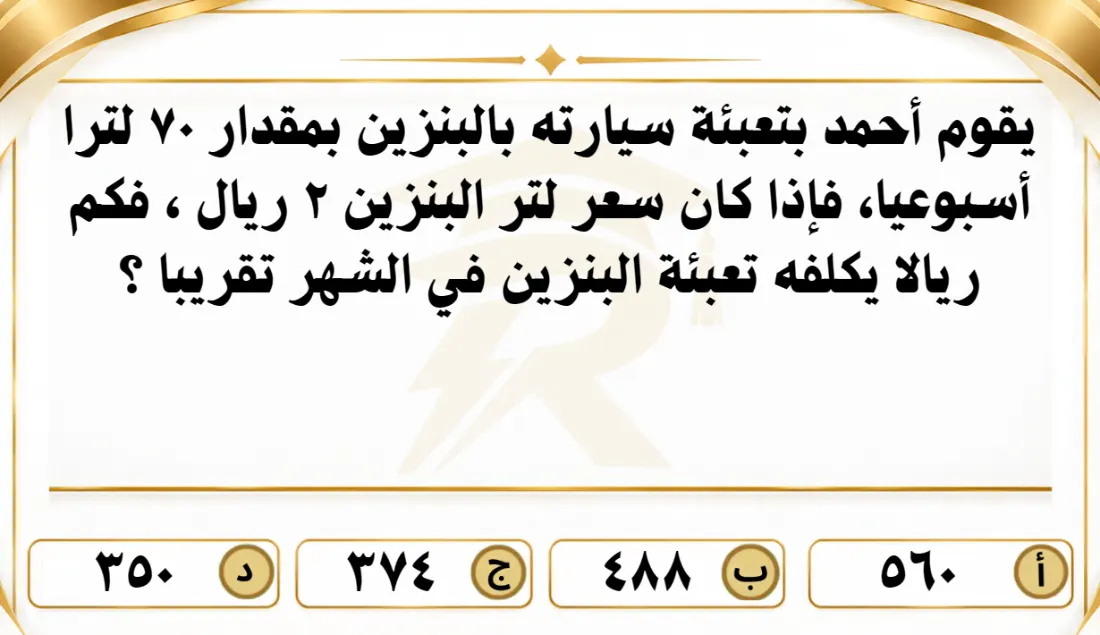 يقوم أحمد بتعبئة سيارته بالبنزين بمقدار ٧٠ لترا
أسبوعيا، فإذا كان سعر لتر البنزين ٢ ريال ، فكم
ريالا يكلفه تعبئة البنزين في الشهر تقريبا ؟
أ ٥٦٠
ب ٤٨٨
ج ٣٧٤
د ٣٥٠